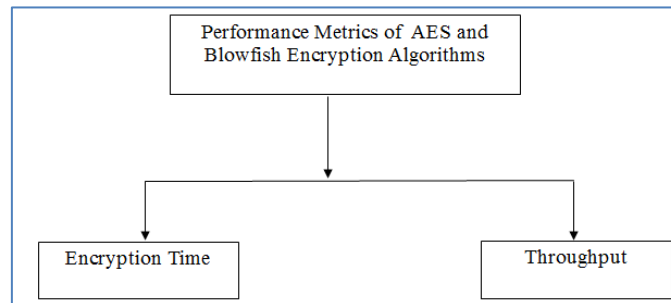 Performance Metrics of AES and
Blowfish Encryption Algorithms
Encryption Time
Throughput